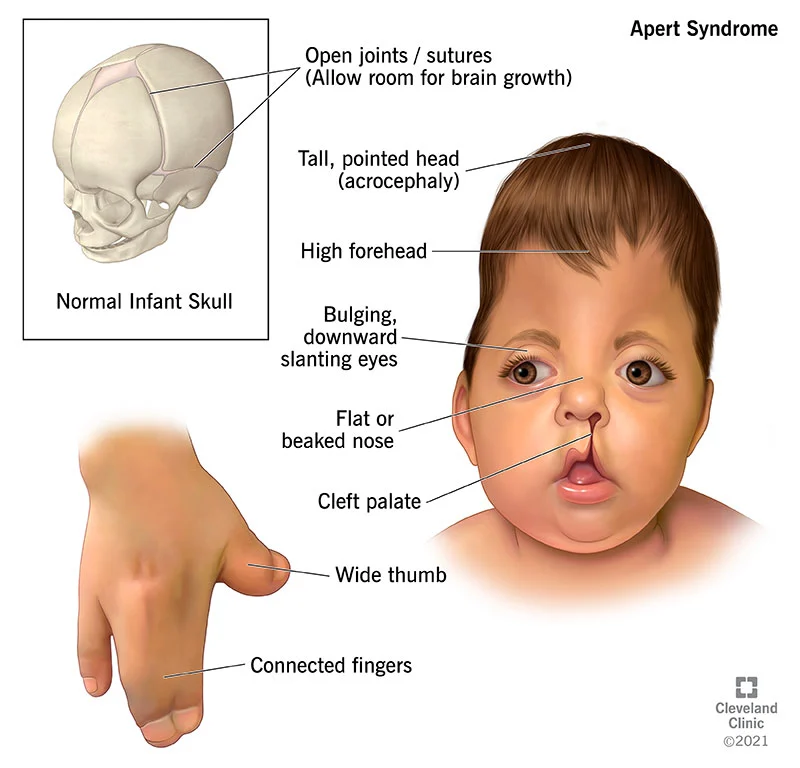 Apert Syndrome
Open joints / sutures
(Allow room for brain growth)
Normal Infant Skull
Tall, pointed head
(acrocephaly)
High forehead
Bulging,
downward
slanting eyes
Flat or
beaked nose
Cleft palate
Wide thumb
Connected fingers
Cleveland
Clinic
©2021